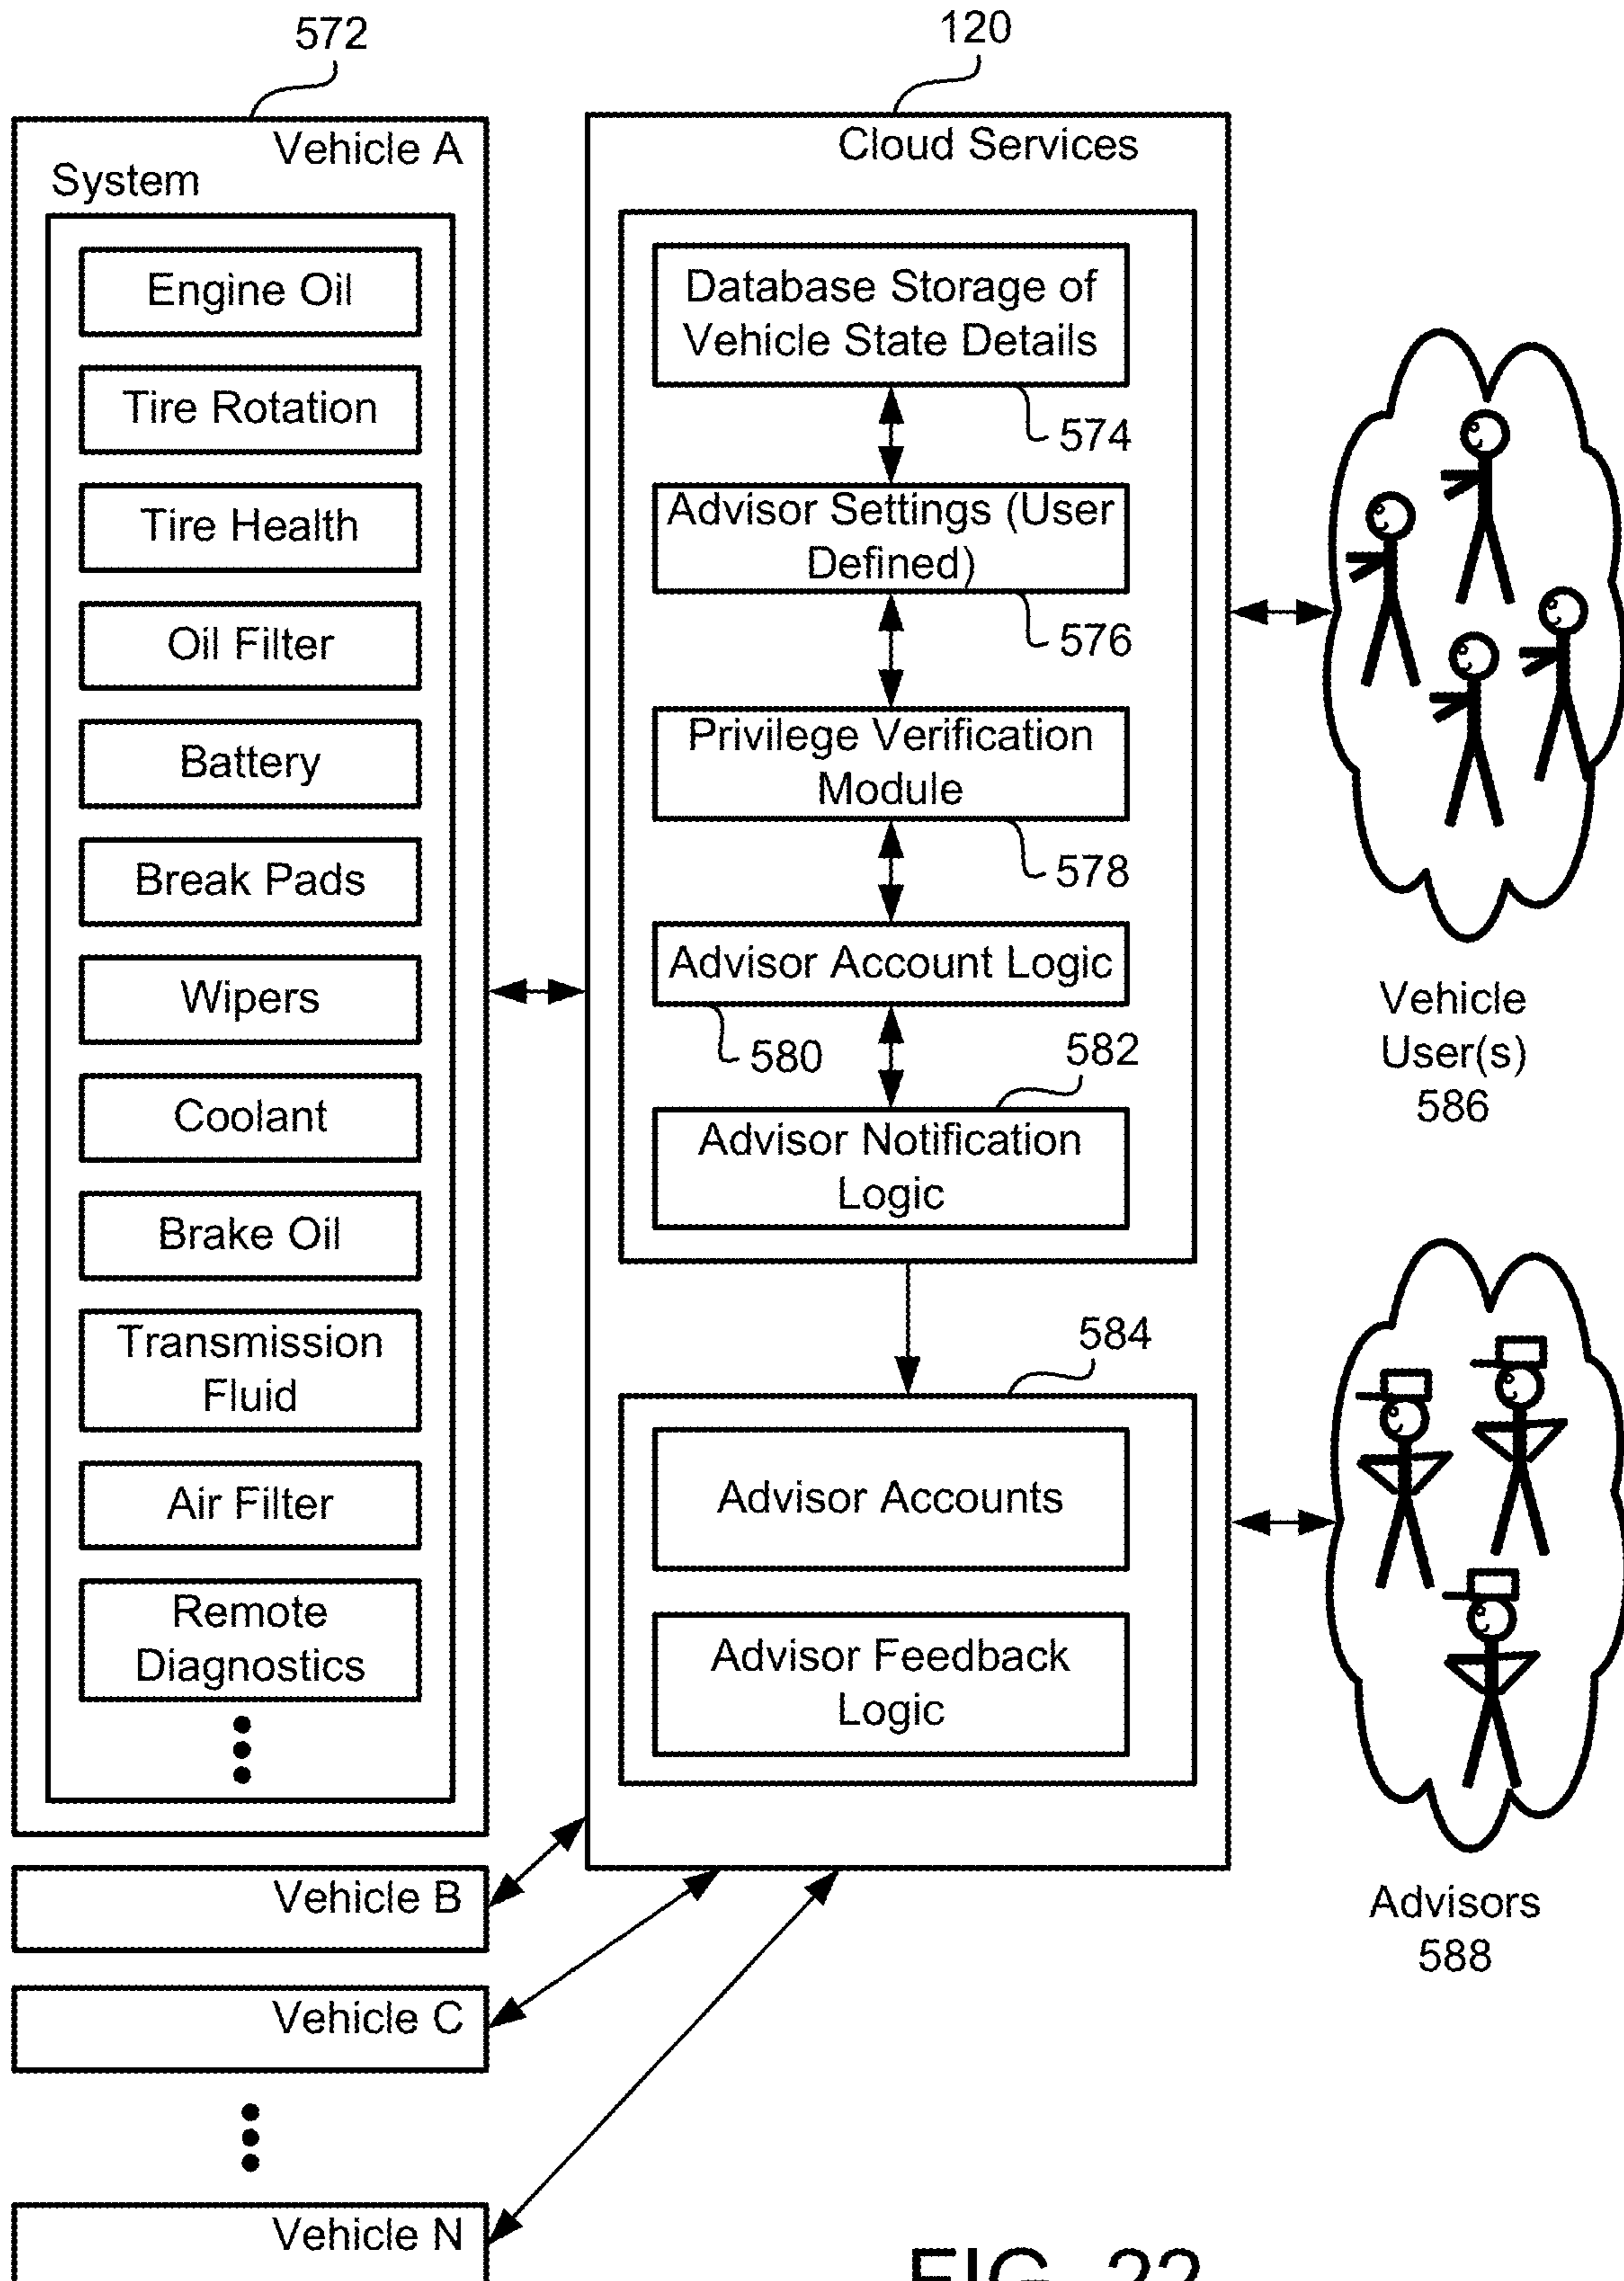 572
Vehicle A
System
Engine Oil
Tire Rotation
Tire Health
Oil Filter
Battery
Break Pads
Wipers
Coolant
Brake Oil
Transmission
Fluid
Air Filter
Remote
Diagnostics
Vehicle B
Vehicle C
Vehicle N
120
Cloud Services
Database Storage of
Vehicle State Details
574
Advisor Settings (User
Defined)
576
Privilege Verification
Module
578
Advisor Account Logic
580
582
Advisor Notification
Logic
584
Advisor Accounts
Advisor Feedback
Logic
Vehicle
User(s)
586
Advisors
588
FIG. 22